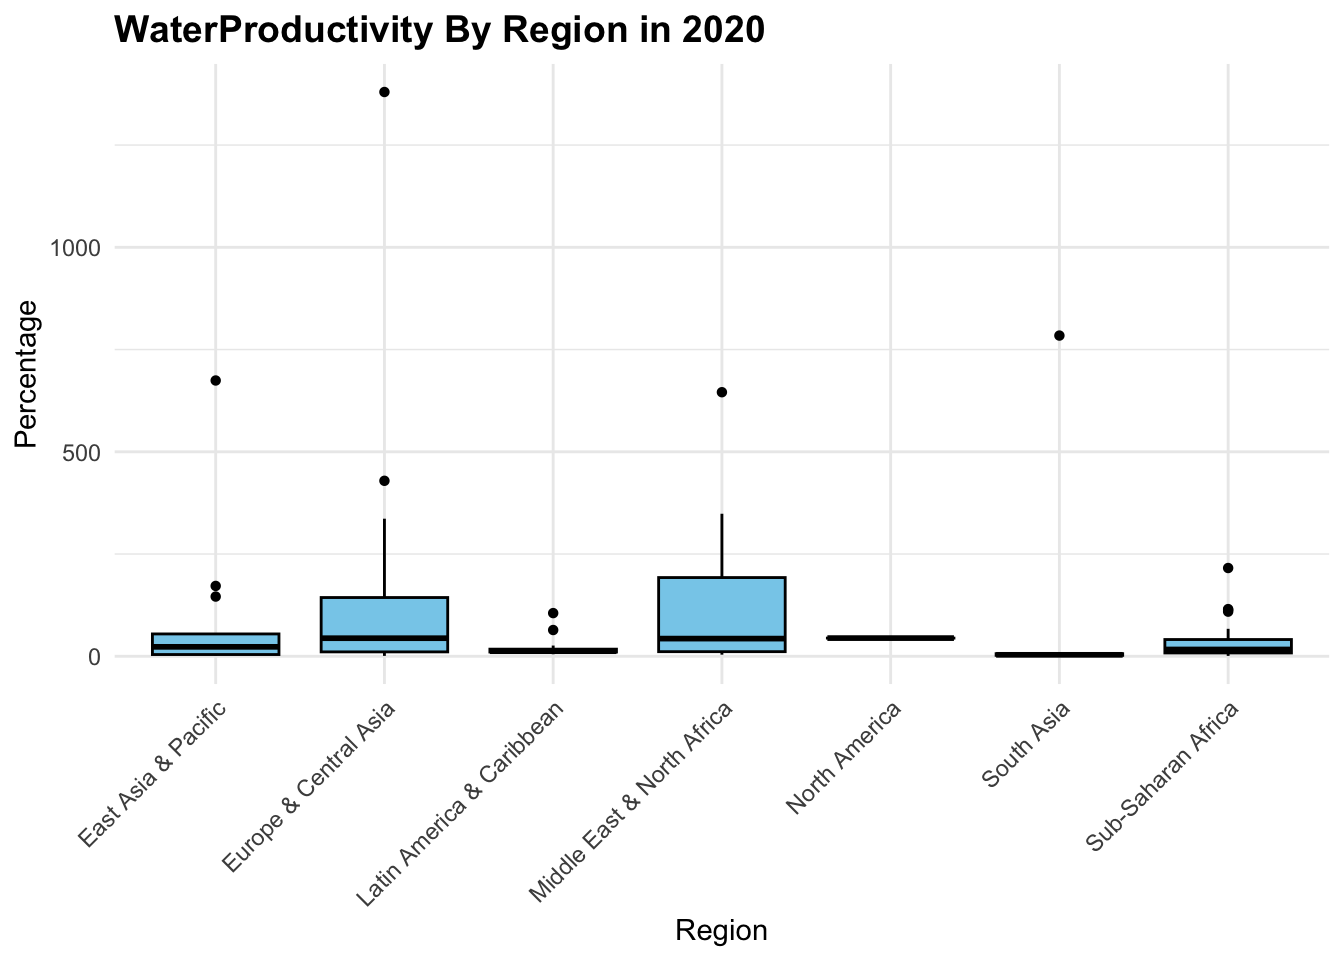 WaterProductivity By Region in 2020
Percentage
1000
500
0
East Asia & Pacific
Europe & Central Asia
Latin America & Caribbean
Middle East & North Africa
North America
South Asia
Sub-Saharan Africa
Region